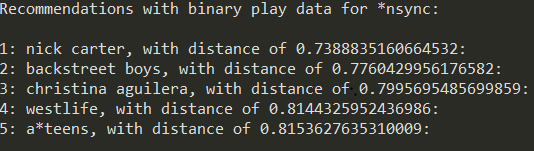 Recommendations with binary play data for *nsync:
1: nick carter, with distance of 0.7388835160664532:
2: backstreet boys, with distance of 0.7760429956176582:
3: christina aguilera, with distance of 0.7995695485699859:
4: westlife, with distance of 0.8144325952436986:
5: a*teens, with distance of 0.8153627635310009: